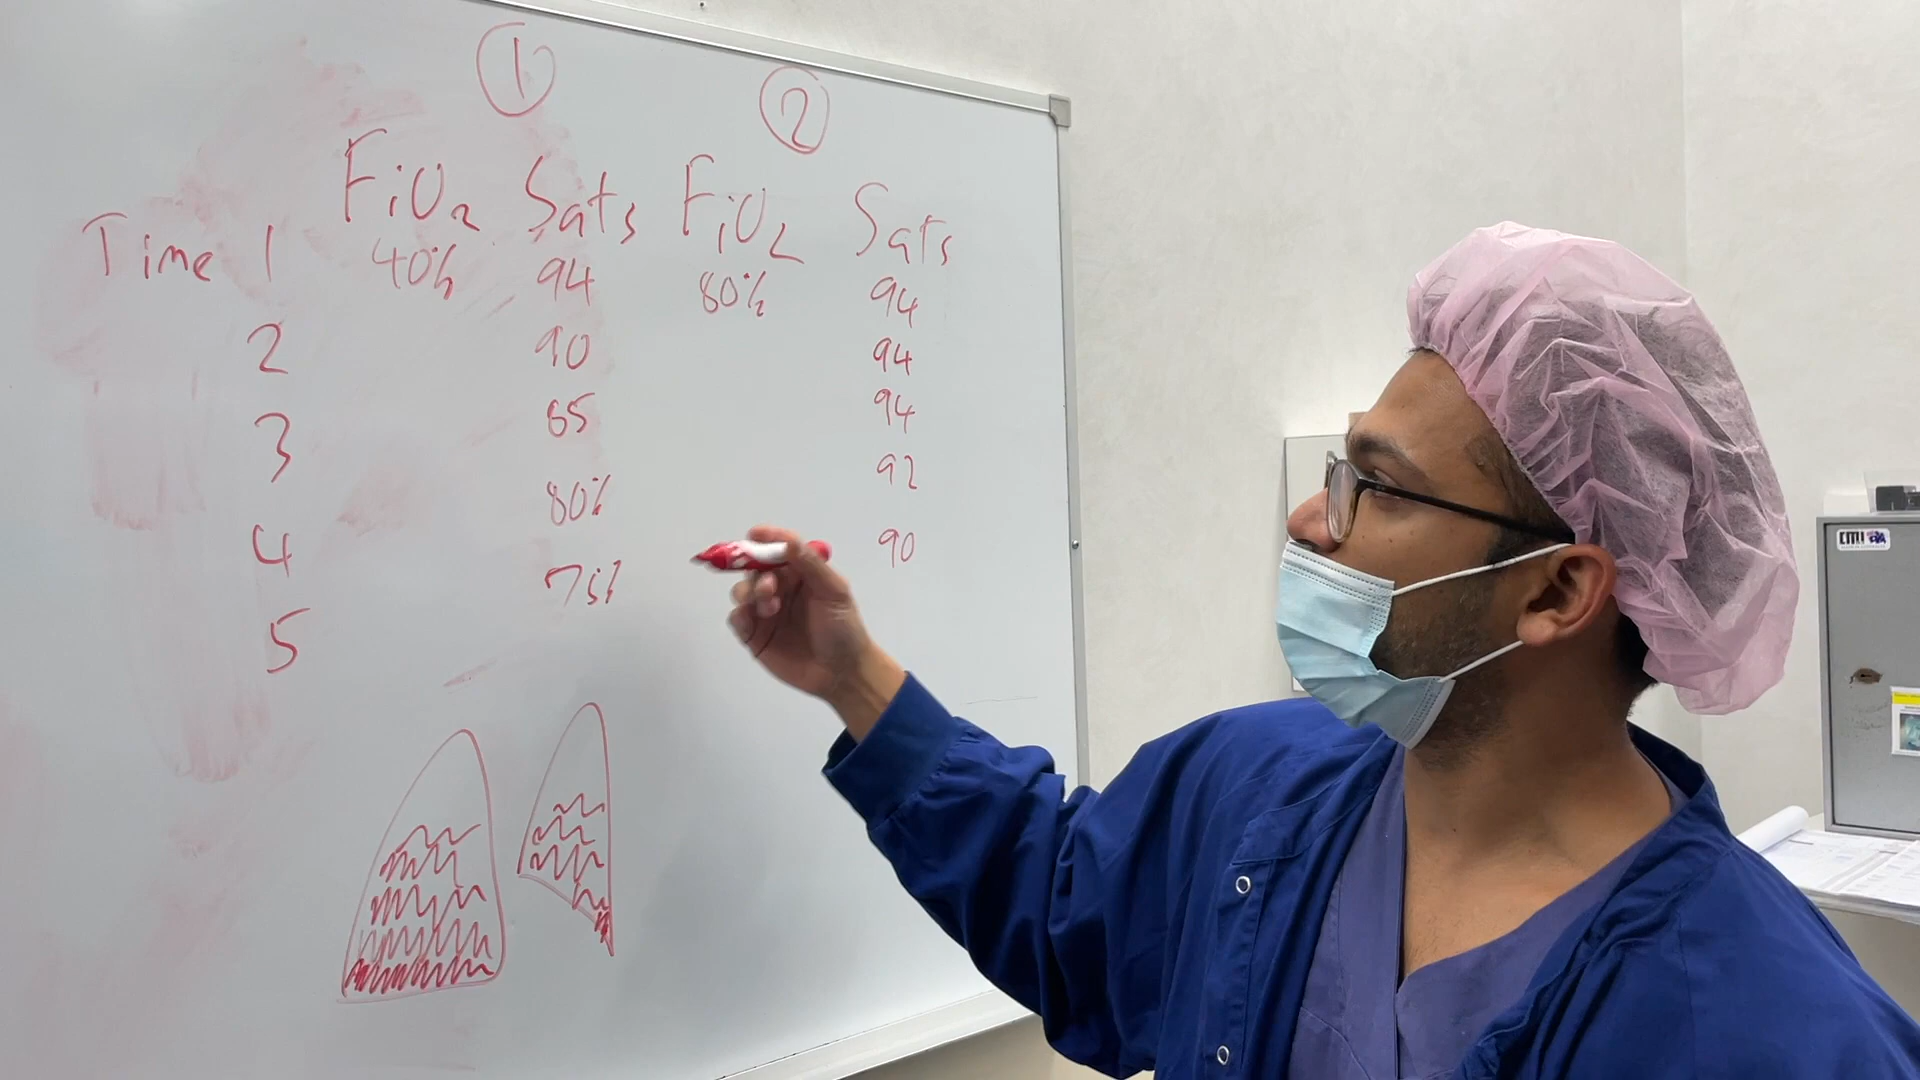 ① ②
FiO₂ Sats FiO₂ Sats
Time 1 40% 94 80% 94
2 90 94
3 85 94
4 80% 92
5 75% 90
EMU